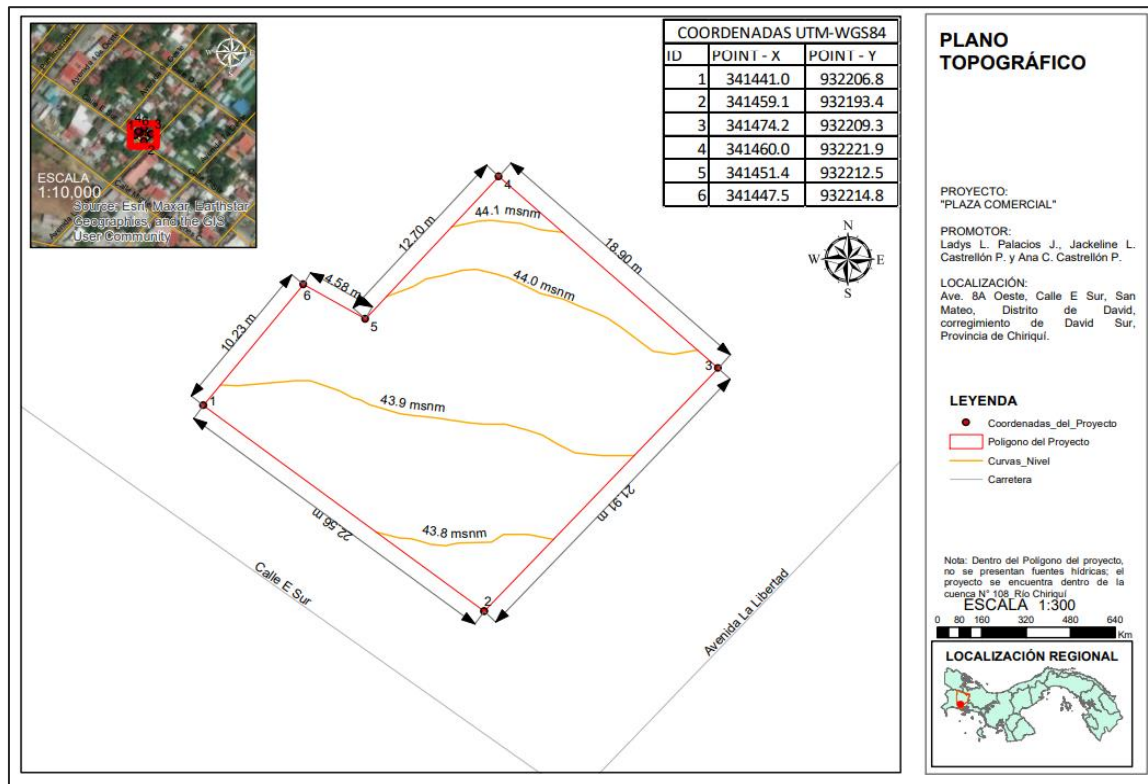 ESCALA
1:10,000
Source: Esri, Maxar, Earthstar
Geographics, and the GIS
User Community
COORDENADAS UTM-WGS84
ID POINT - X POINT - Y
1 341441.0 932206.8
2 341459.1 932193.4
3 341474.2 932209.3
4 341460.0 932221.9
5 341451.4 932212.5
6 341447.5 932214.8
N
W E
S
4
44.1 msnm
12.70 m
18.90 m
44.0 msnm
4.58 m
6
5
10.23 m
3
1
43.9 msnm
21.91 m
22.56 m
43.8 msnm
2
Calle E Sur
Avenida La Libertad
PLANO
TOPOGRÁFICO
PROYECTO:
"PLAZA COMERCIAL"
PROMOTOR:
Ladys L. Palacios J., Jackeline L.
Castrellón P. y Ana C. Castrellón P.
LOCALIZACIÓN:
Ave. 8A Oeste, Calle E Sur, San
Mateo, Distrito de David,
corregimiento de David Sur,
Provincia de Chiriquí.
LEYENDA
Coordenadas_del_Proyecto
Poligono del Proyecto
Curvas_Nivel
Carretera
Nota: Dentro del Polígono del proyecto,
no se presentan fuentes hídricas; el
proyecto se encuentra dentro de la
cuenca N° 108 Río Chiriquí
ESCALA 1:300
0 80 160 320 480 640
Km
LOCALIZACIÓN REGIONAL